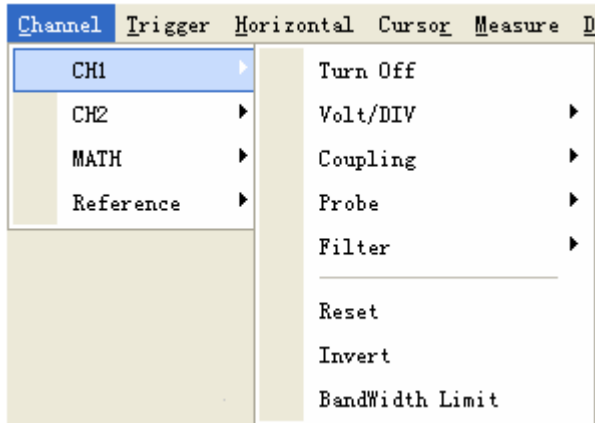 Channel Trigger Horizontal Cursor Measure D
CH1
CH2
MATH
Reference
Turn Off
Volt/DIV
Coupling
Probe
Filter
Reset
Invert
BandWidth Limit